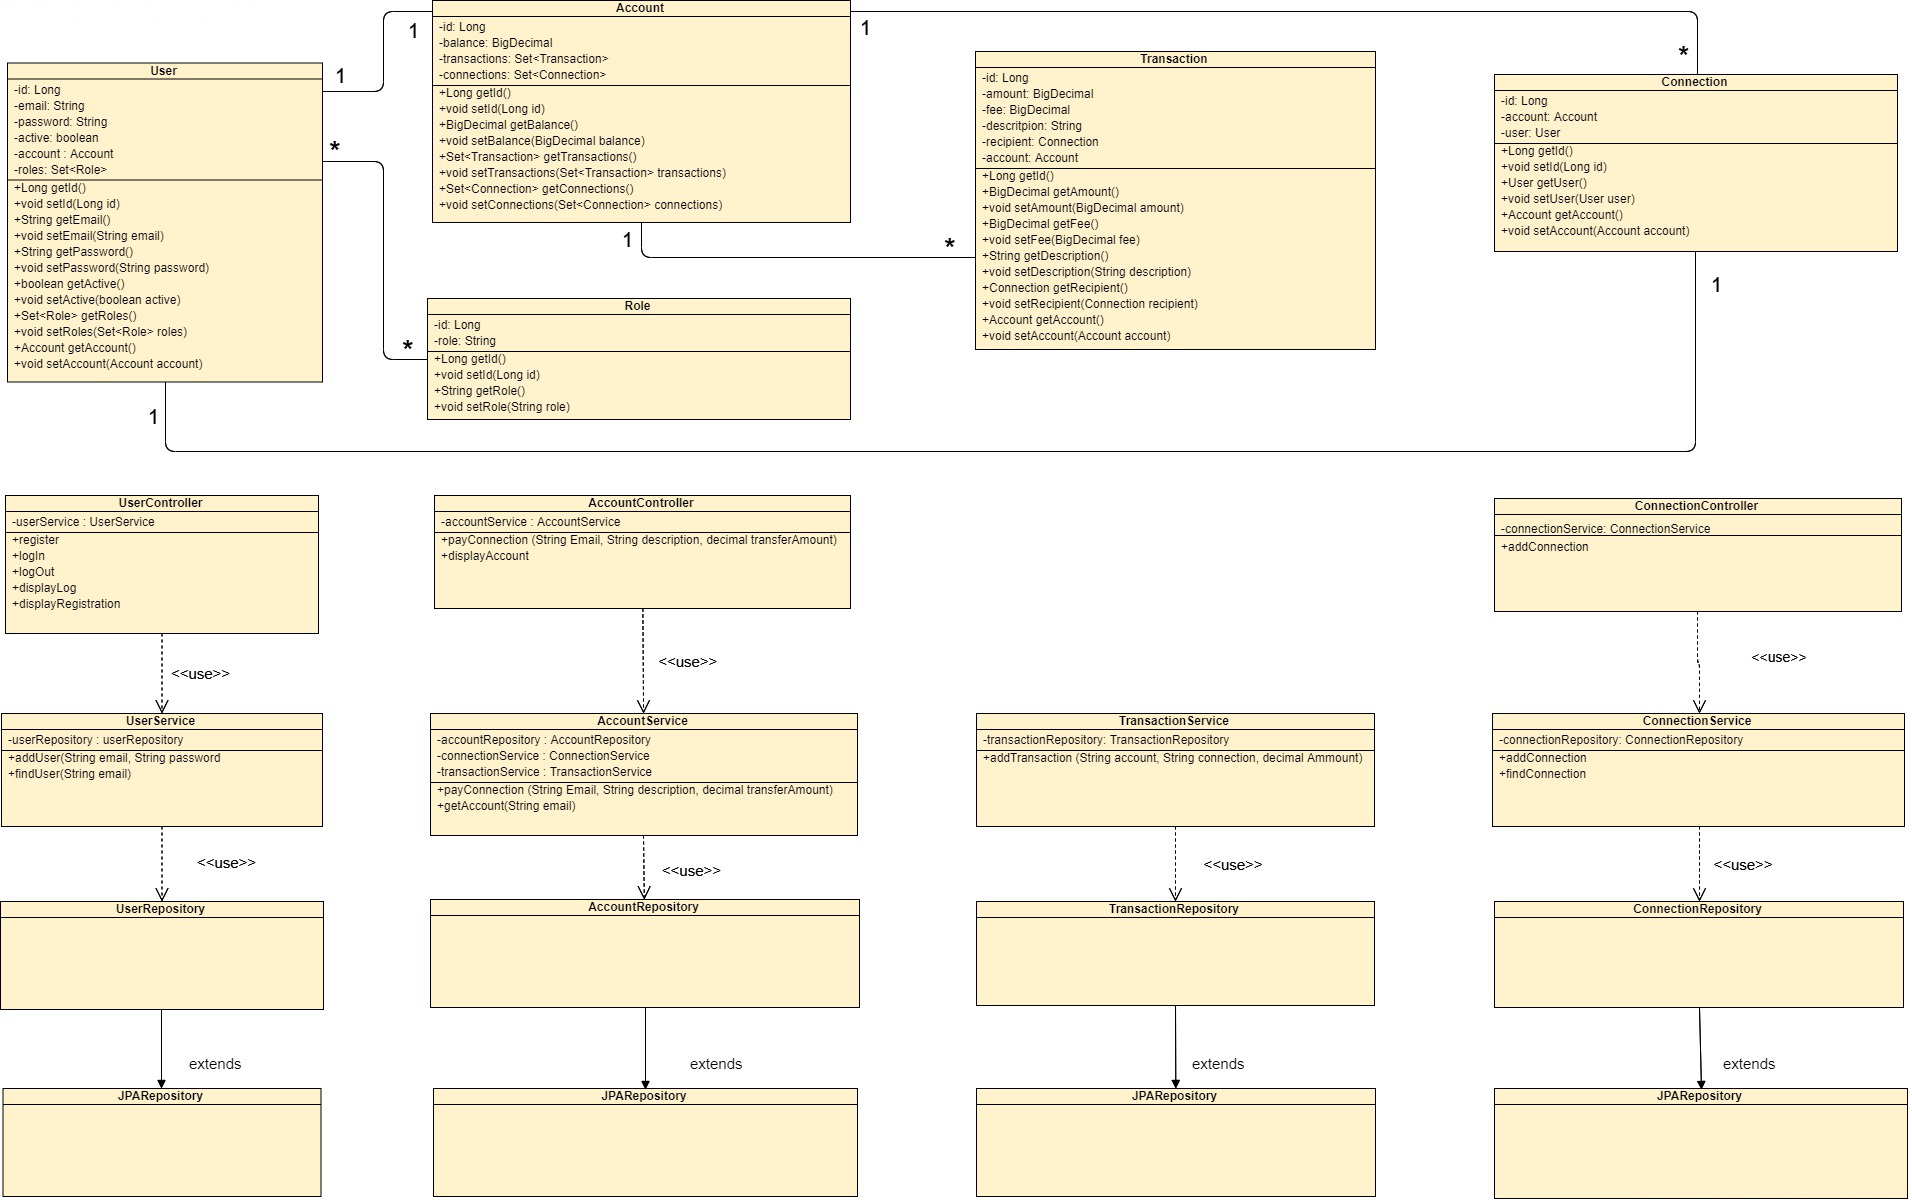 Account
-id: Long
-balance: BigDecimal
-transactions: Set<Transaction>
-connections: Set<Connection>
+Long getId()
+void setId(Long id)
+BigDecimal getBalance()
+void setBalance(BigDecimal balance)
+Set<Transaction> getTransactions()
+void setTransactions(Set<Transaction> transactions)
+Set<Connection> getConnections()
+void setConnections(Set<Connection> connections)
1
1
1
*
1
*
User
-id: Long
-email: String
-password: String
-active: boolean
-account : Account
-roles: Set<Role>
+Long getId()
+void setId(Long id)
+String getEmail()
+void setEmail(String email)
+String getPassword()
+void setPassword(String password)
+boolean getActive()
+void setActive(boolean active)
+Set<Role> getRoles()
+void setRoles(Set<Role> roles)
+Account getAccount()
+void setAccount(Account account)
*
*
1
1
Role
-id: Long
-role: String
+Long getId()
+void setId(Long id)
+String getRole()
+void setRole(String role)
Transaction
-id: Long
-amount: BigDecimal
-fee: BigDecimal
-descritpion: String
-recipient: Connection
-account: Account
+Long getId()
+BigDecimal getAmount()
+void setAmount(BigDecimal amount)
+BigDecimal getFee()
+void setFee(BigDecimal fee)
+String getDescription()
+void setDescription(String description)
+Connection getRecipient()
+void setRecipient(Connection recipient)
+Account getAccount()
+void setAccount(Account account)
Connection
-id: Long
-account: Account
-user: User
+Long getId()
+void setId(Long id)
+User getUser()
+void setUser(User user)
+Account getAccount()
+void setAccount(Account account)
UserController
-userService : UserService
+register
+logIn
+logOut
+displayLog
+displayRegistration
<<use>>
AccountController
-accountService : AccountService
+payConnection (String Email, String description, decimal transferAmount)
+displayAccount
<<use>>
ConnectionController
-connectionService: ConnectionService
+addConnection
<<use>>
UserService
-userRepository : userRepository
+addUser(String email, String password
+findUser(String email)
<<use>>
AccountService
-accountRepository : AccountRepository
-connectionService : ConnectionService
-transactionService : TransactionService
+payConnection (String Email, String description, decimal transferAmount)
+getAccount(String email)
<<use>>
TransactionService
-transactionRepository: TransactionRepository
+addTransaction (String account, String connection, decimal Ammount)
<<use>>
ConnectionService
-connectionRepository: ConnectionRepository
+addConnection
+findConnection
<<use>>
UserRepository
AccountRepository
TransactionRepository
ConnectionRepository
extends
extends
extends
extends
JPARepository
JPARepository
JPARepository
JPARepository